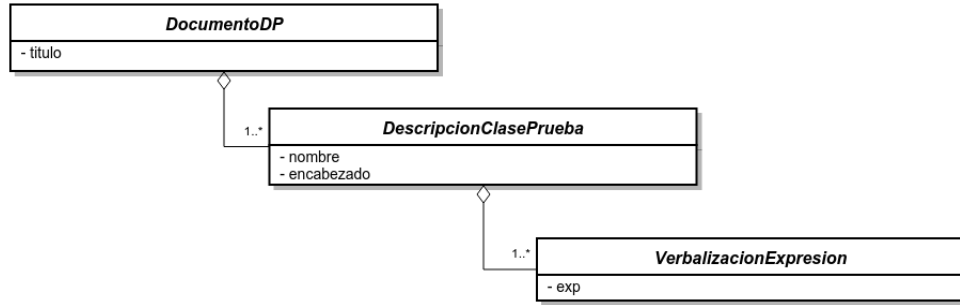 DocumentoDP
- titulo
1..*
DescripcionClasePrueba
- nombre
- encabezado
1..*
VerbalizacionExpresion
- exp